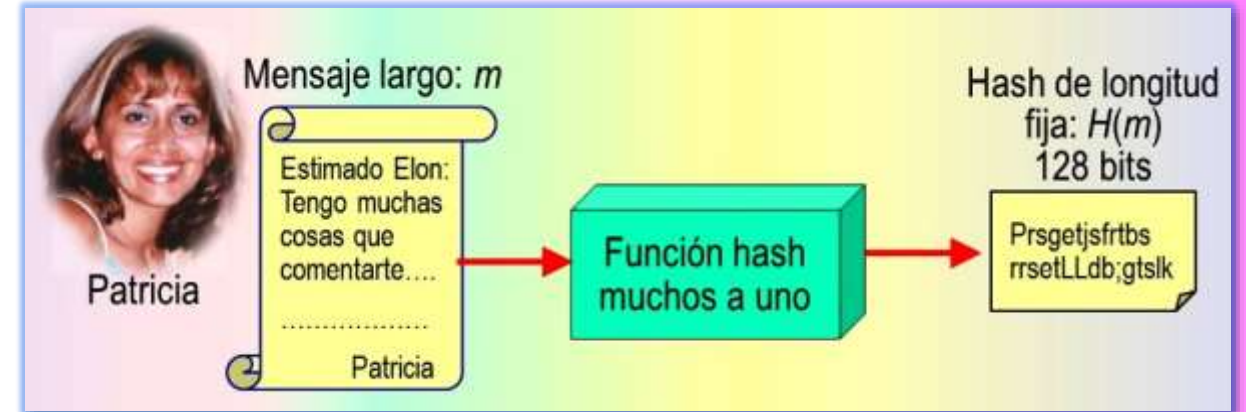 Mensaje largo: m
Estimado Elon:
Tengo muchas
cosas que
comentarte....
..................
Patricia
Patricia
Función hash
muchos a uno
Hash de longitud
fija: H(m)
128 bits
Prsgetjsfrtbs
rrsetLLdb;gtslk